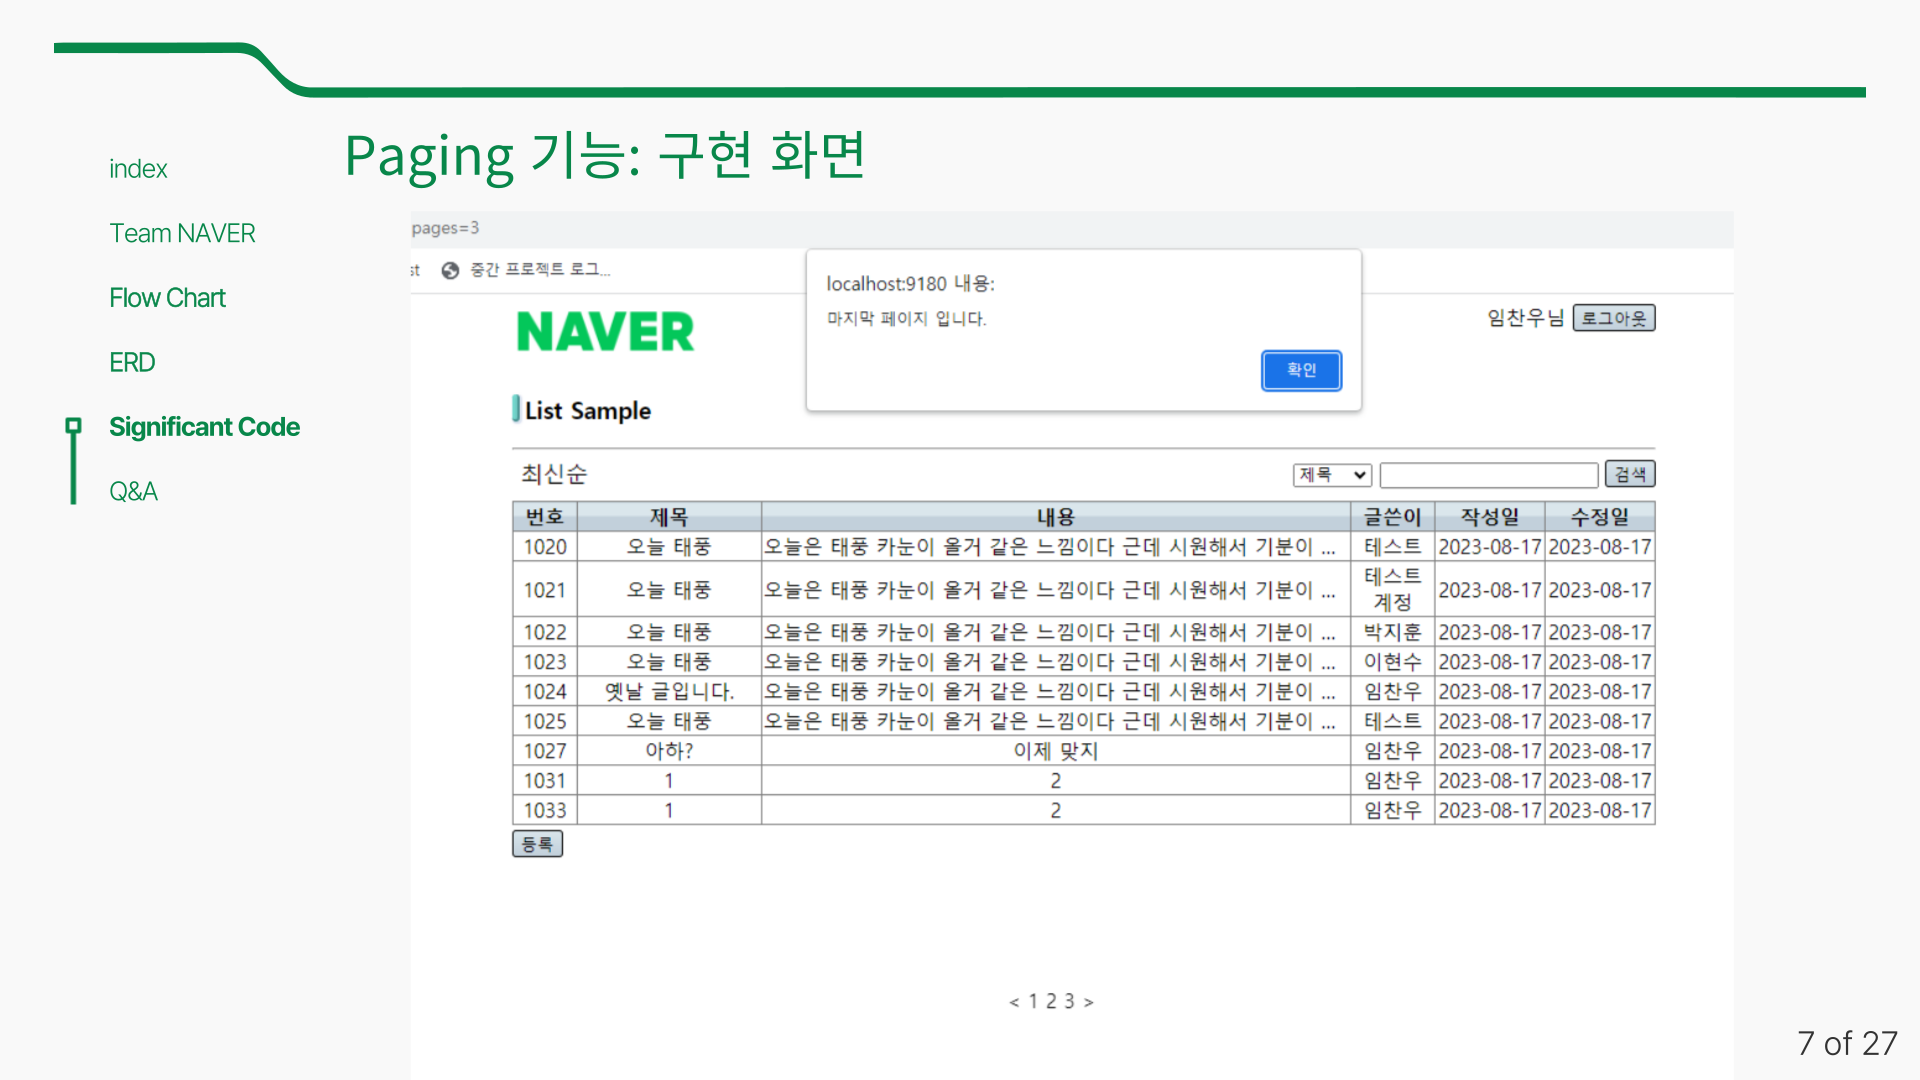 Paging 기능: 구현 화면
index
Team NAVER
Flow Chart
ERD
Significant Code
Q&A
pages=3
st 중간 프로젝트 로그...
localhost:9180 내용:
마지막 페이지 입니다.
확인
NAVER
임찬우님 로그아웃
List Sample
최신순 제목 검색
번호 제목 내용 글쓴이 작성일 수정일
1020 오늘 태풍 오늘은 태풍 카눈이 올거 같은 느낌이다 근데 시원해서 기분이 ... 테스트 2023-08-17 2023-08-17
1021 오늘 태풍 오늘은 태풍 카눈이 올거 같은 느낌이다 근데 시원해서 기분이 ... 테스트 계정 2023-08-17 2023-08-17
1022 오늘 태풍 오늘은 태풍 카눈이 올거 같은 느낌이다 근데 시원해서 기분이 ... 박지훈 2023-08-17 2023-08-17
1023 오늘 태풍 오늘은 태풍 카눈이 올거 같은 느낌이다 근데 시원해서 기분이 ... 이현수 2023-08-17 2023-08-17
1024 옛날 글입니다. 오늘은 태풍 카눈이 올거 같은 느낌이다 근데 시원해서 기분이 ... 임찬우 2023-08-17 2023-08-17
1025 오늘 태풍 오늘은 태풍 카눈이 올거 같은 느낌이다 근데 시원해서 기분이 ... 테스트 2023-08-17 2023-08-17
1027 아하? 이제 맞지 임찬우 2023-08-17 2023-08-17
1031 1 2 임찬우 2023-08-17 2023-08-17
1033 1 2 임찬우 2023-08-17 2023-08-17
등록
< 1 2 3 >
7 of 27